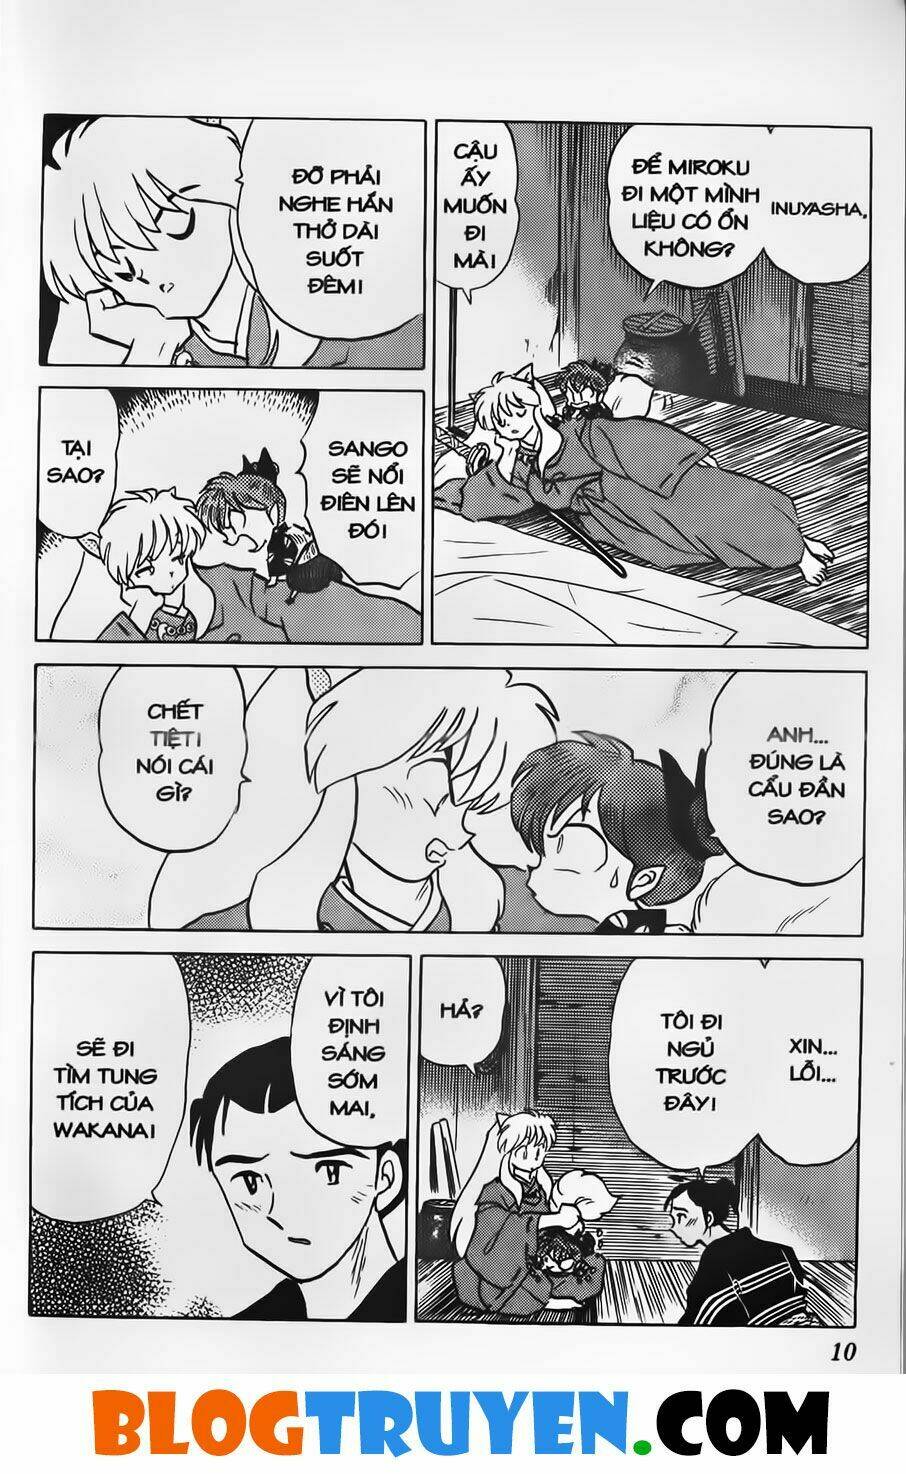 INUYASHA,
ĐỂ MIROKU
ĐI MỘT MÌNH
LIỆU CÓ ỔN
KHÔNG?
CẬU
ẤY
MUỐN
ĐI
MÀ!
ĐỠ PHẢI
NGHE HẮN
THỞ DÀI
SUỐT
ĐÊM!
SANGO
SẼ NỔI
ĐIÊN LÊN
ĐÓ!
TẠI
SAO?
ANH...
ĐÚNG LÀ
CẨU ĐẦN
SAO?
CHẾT
TIỆT!
NÓI CÁI
GÌ?
XIN...
LỖI...
TÔI ĐI
NGỦ
TRƯỚC
ĐÂY!
HẢ?
VÌ TÔI
ĐỊNH
SÁNG
SỚM
MAI,
SẼ ĐI
TÌM TUNG
TÍCH CỦA
WAKANA!
10
BLOGTRUYEN.COM